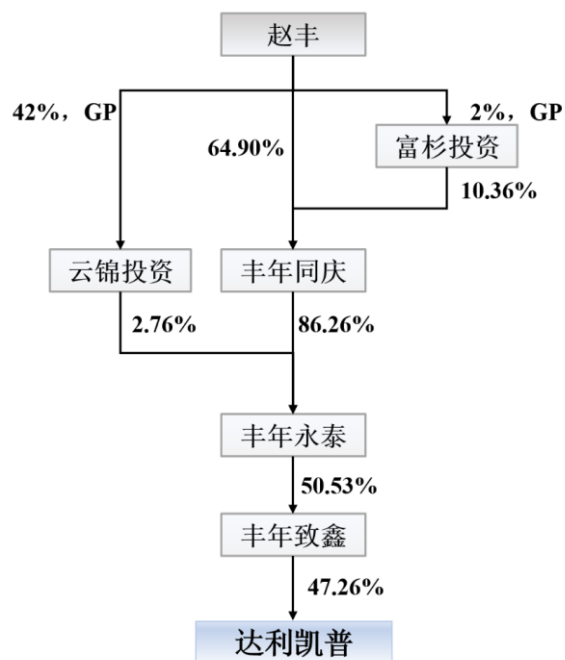 赵丰
42%，GP
2%，GP
64.90%
富杉投资
10.36%
云锦投资
丰年同庆
2.76%
86.26%
丰年永泰
50.53%
丰年致鑫
47.26%
达利凯普